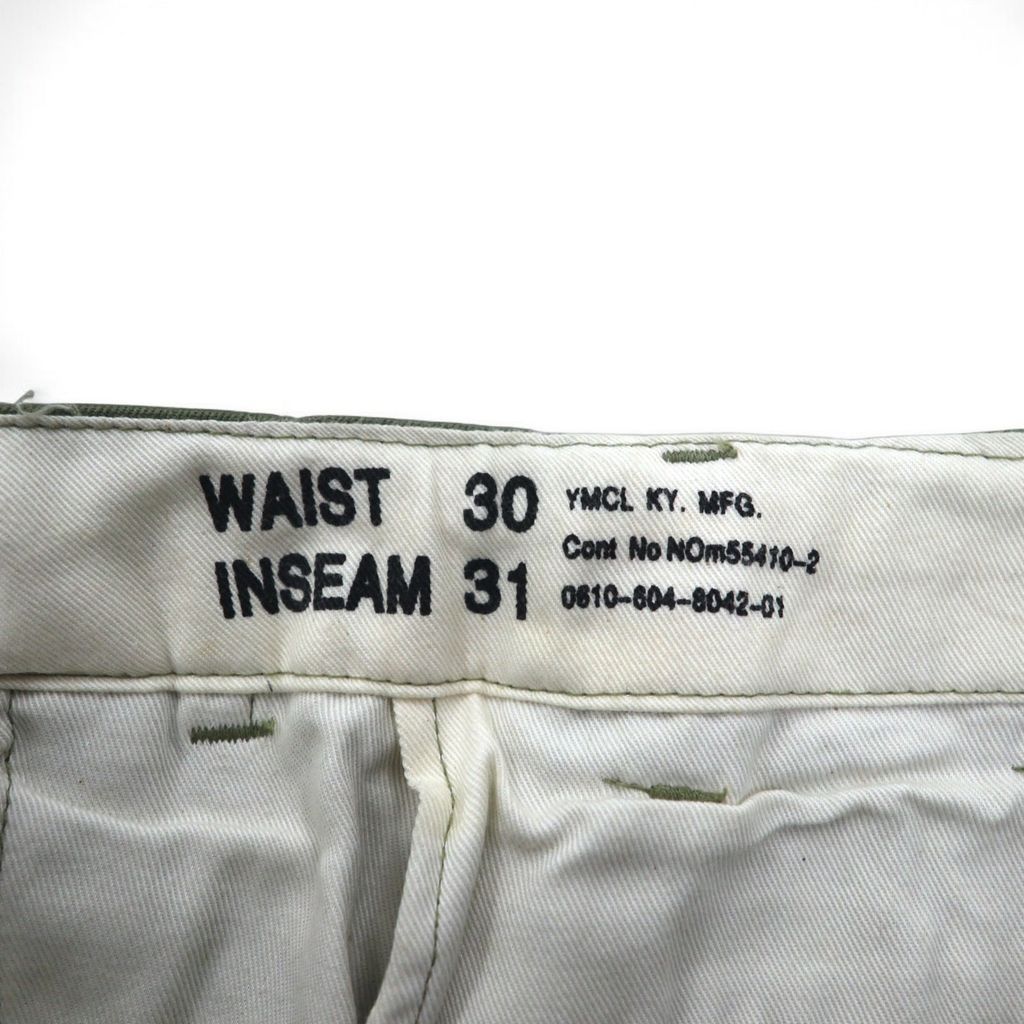 WAIST 30
INSEAM 31
YMCL KY. MFG.
Cont No NOm55410-2
0610-604-8042-01